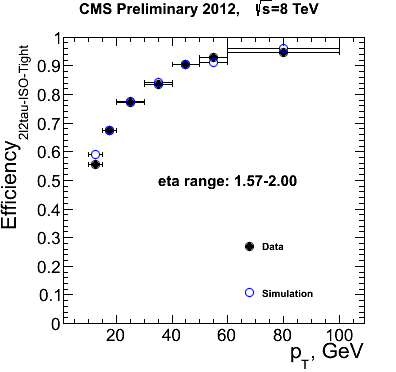 CMS Preliminary 2012, √s=8 TeV
1
0.9
0.8
0.7
0.6
0.5
0.4
0.3
0.2
0.1
0
Efficiency 2l2tau-ISO-Tight
eta range: 1.57-2.00
Data
Simulation
20 40 60 80 100
pT, GeV